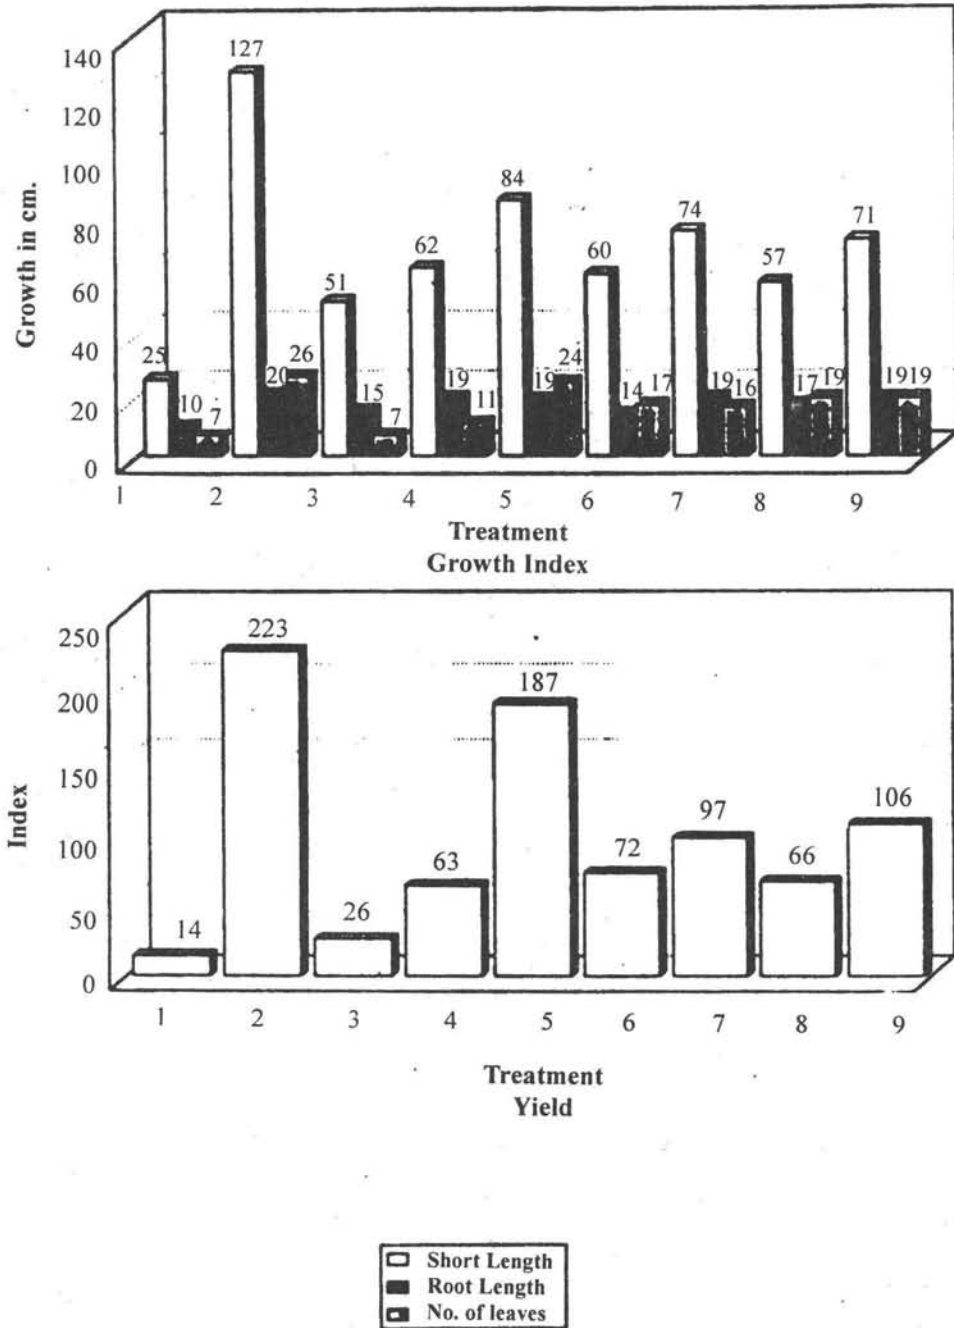 140
120
100
80
60
40
20
0
Growth in cm.
25 10 7
127 20 26
51 15 7
62 19 11
84 19 24
60 14 17
74 19 16
57 17 19
71 19 19
1 2 3 4 5 6 7 8 9
Treatment
Growth Index
250
200
150
100
50
0
Index
14 223 26 63 187 72 97 66 106
1 2 3 4 5 6 7 8 9
Treatment
Yield
Short Length
Root Length
No. of leaves